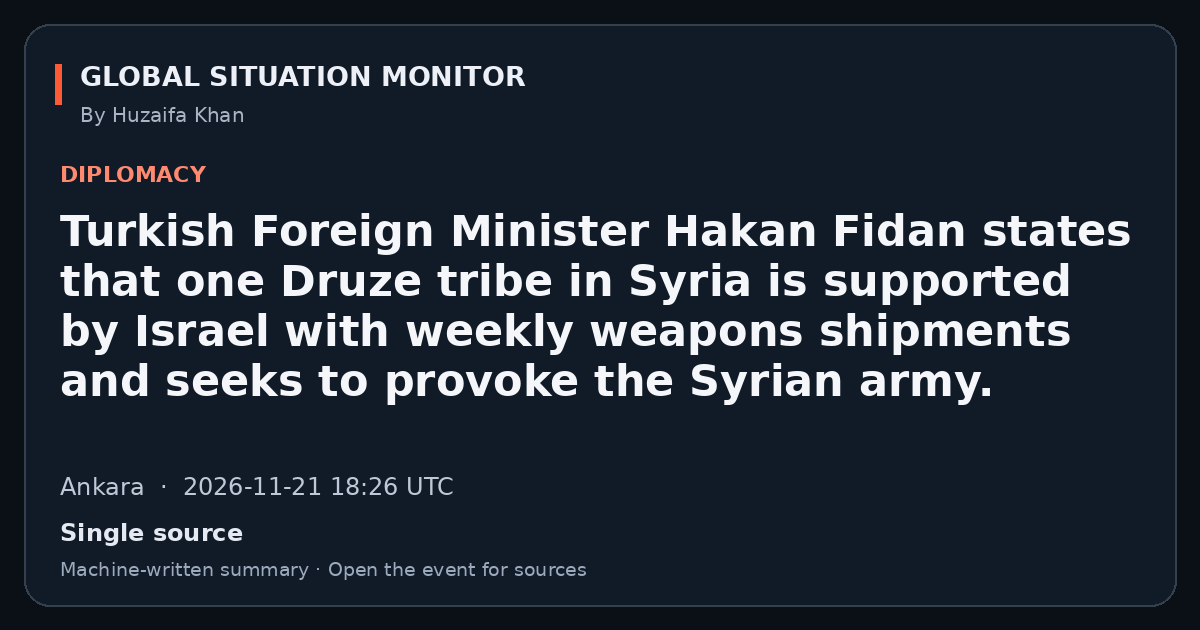 GLOBAL SITUATION MONITOR
By Huzaifa Khan
DIPLOMACY
Turkish Foreign Minister Hakan Fidan states
that one Druze tribe in Syria is supported
by Israel with weekly weapons shipments
and seeks to provoke the Syrian army.
Ankara · 2026-11-21 18:26 UTC
Single source
Machine-written summary · Open the event for sources